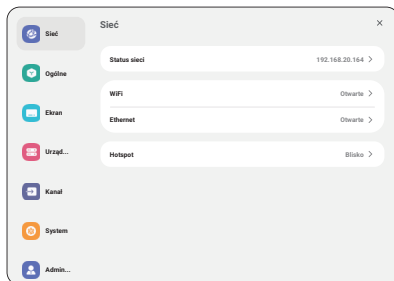 Sieć
Ogólne
Ekran
Urząd...
Kanał
System
Admin...
Sieć
×
Status sieci 192.168.20.164 >
WiFi Otwarte >
Ethernet Otwarte >
Hotspot Blisko >